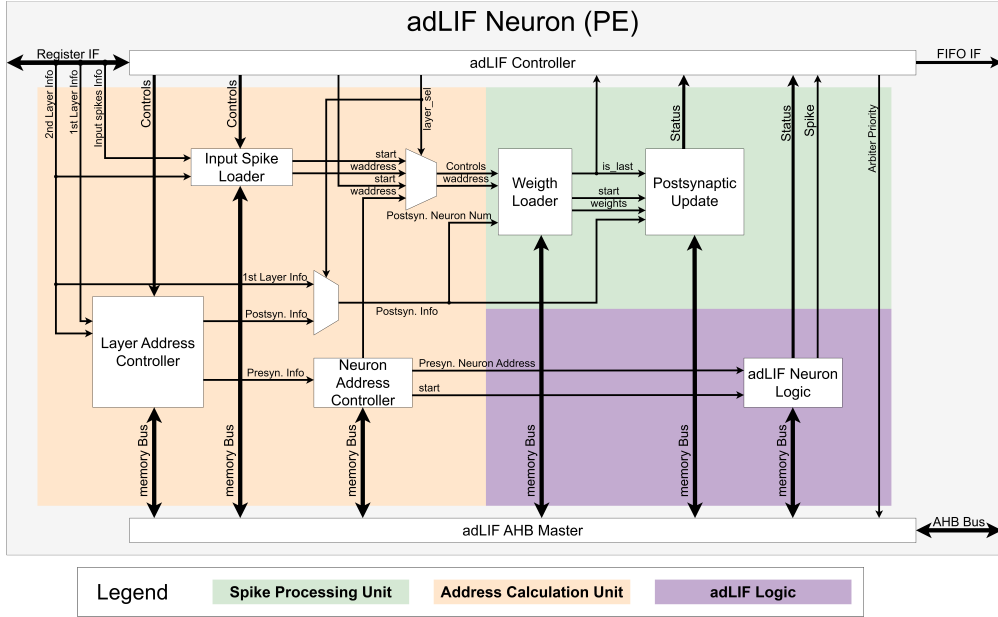 adLIF Neuron (PE)
Register IF
adLIF Controller
FIFO IF
2nd Layer Info
1st Layer Info
Input spikes Info
Controls
Controls
layer_sel
Status
Status
Spike
Arbiter Priority
Input Spike
Loader
start
waddress
start
waddress
Controls
waddress
Postsyn. Neuron Num
Weigth
Loader
is_last
start
weights
Postsynaptic
Update
1st Layer Info
Postsyn. Info
Postsyn. Info
Layer Address
Controller
Presyn. Info
Neuron
Address
Controller
Presyn. Neuron Address
start
adLIF Neuron
Logic
memory Bus
memory Bus
memory Bus
memory Bus
memory Bus
memory Bus
adLIF AHB Master
AHB Bus
Legend
Spike Processing Unit
Address Calculation Unit
adLIF Logic